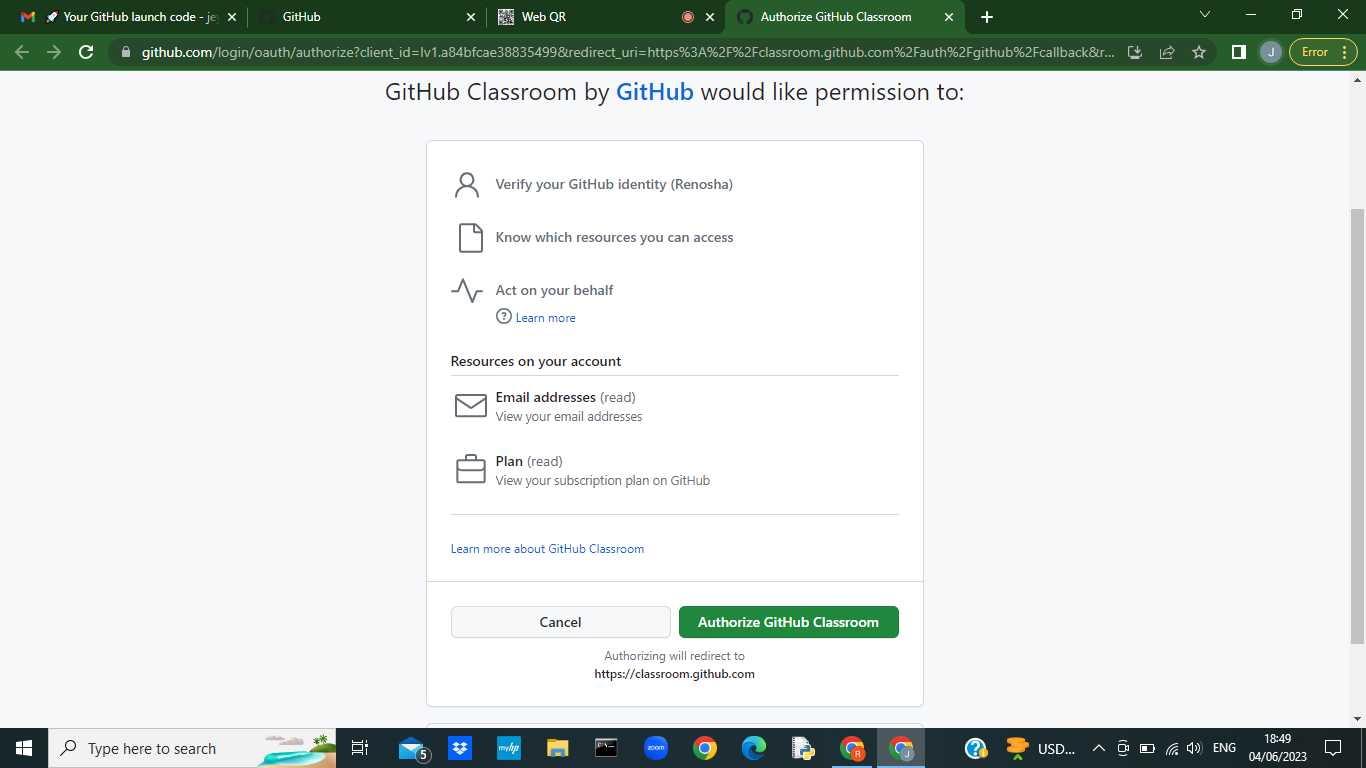 Your GitHub launch code - je
GitHub
Web QR
Authorize GitHub Classroom
github.com/login/oauth/authorize?client_id=Iv1.a84bfcae38835499&redirect_uri=https%3A%2F%2Fclassroom.github.com%2Fauth%2Fgithub%2Fcallback&r...
J
Error
GitHub Classroom by GitHub would like permission to:
Verify your GitHub identity (Renosha)
Know which resources you can access
Act on your behalf
Learn more
Resources on your account
Email addresses (read)
View your email addresses
Plan (read)
View your subscription plan on GitHub
Learn more about GitHub Classroom
Cancel
Authorize GitHub Classroom
Authorizing will redirect to
https://classroom.github.com
Type here to search
5
myhp
zoom
R
J
USD...
ENG
18:49
04/06/2023